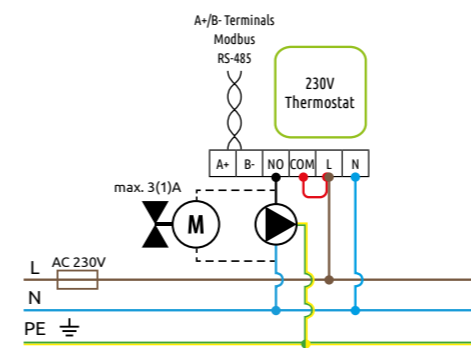 A+/B- Terminals
Modbus
RS-485
230V
Thermostat
A+ B- NO COM L N
max. 3(1)A
M
L AC 230V
N
PE